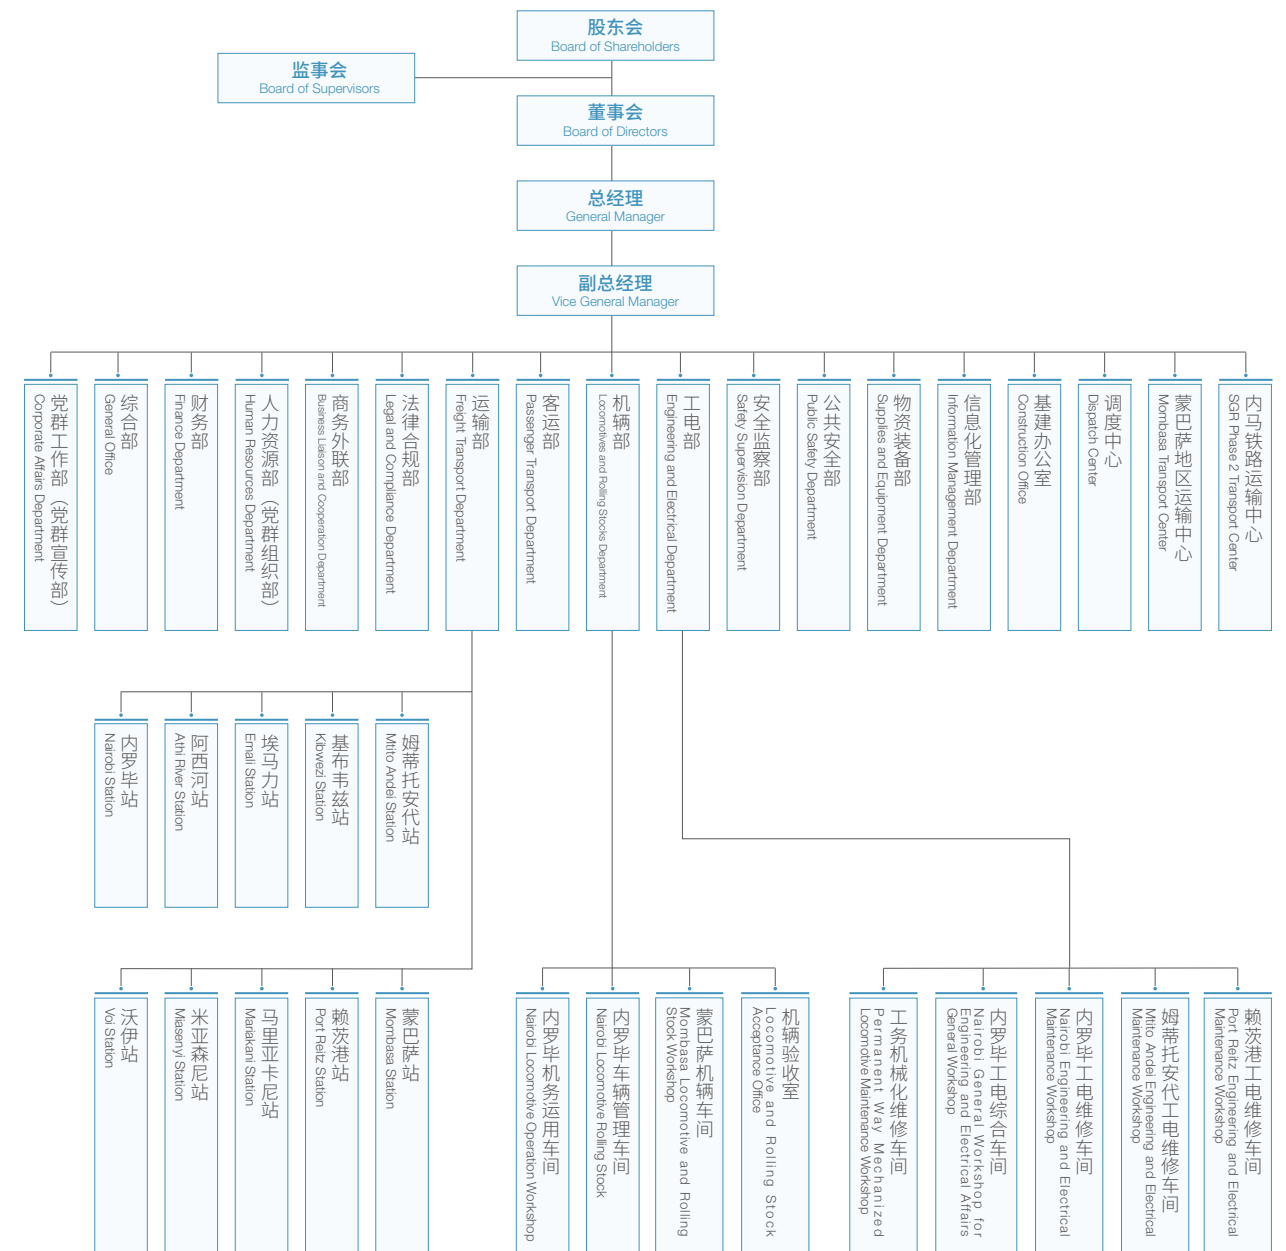 股东会
Board of Shareholders
监事会
Board of Supervisors
董事会
Board of Directors
总经理
General Manager
副总经理
Vice General Manager
党群工作部（党群宣传部）
Corporate Affairs Department
综合部
General Office
财务部
Finance Department
人力资源部（党群组织部）
Human Resources Department
商务外联部
Business Liaison and Cooperation Department
法律合规部
Legal and Compliance Department
运输部
Freight Transport Department
客运部
Passenger Transport Department
机辆部
Locomotives and Rolling Stocks Department
工电部
Engineering and Electrical Department
安全监察部
Safety Supervision Department
公共安全部
Public Safety Department
物资装备部
Supplies and Equipment Department
信息化管理部
Information Management Department
基建办公室
Construction Office
调度中心
Dispatch Center
蒙巴萨地区运输中心
Mombasa Transport Center
内马铁路运输中心
SGR Phase 2 Transport Center
内罗毕站
Nairobi Station
阿西河站
Athi River Station
埃马力站
Emali Station
基布韦兹站
Kibwezi Station
姆蒂托安代站
Mtito Andei Station
沃伊站
Voi Station
米亚森尼站
Miasenyi Station
马里亚卡尼站
Mariakani Station
赖茨港站
Port Reitz Station
蒙巴萨站
Mombasa Station
内罗毕机务运用车间
Nairobi Locomotive Operation Workshop
内罗毕车辆管理车间
Nairobi Locomotive Rolling Stock
蒙巴萨机辆车间
Mombasa Locomotive and Rolling
Stock Workshop
机辆验收室
Locomotive and Rolling Stock
Acceptance Office
工务机械化维修车间
Permanent Way Mechanized
Locomotive Maintenance Workshop
内罗毕工电综合车间
Nairobi General Workshop for
Engineering and Electrical Affairs
General Workshop
内罗毕工电维修车间
Nairobi Engineering and Electrical
Maintenance Workshop
姆蒂托安代工电维修车间
Mtito Andei Engineering and Electrical
Maintenance Workshop
赖茨港工电维修车间
Port Reitz Engineering and Electrical
Maintenance Workshop